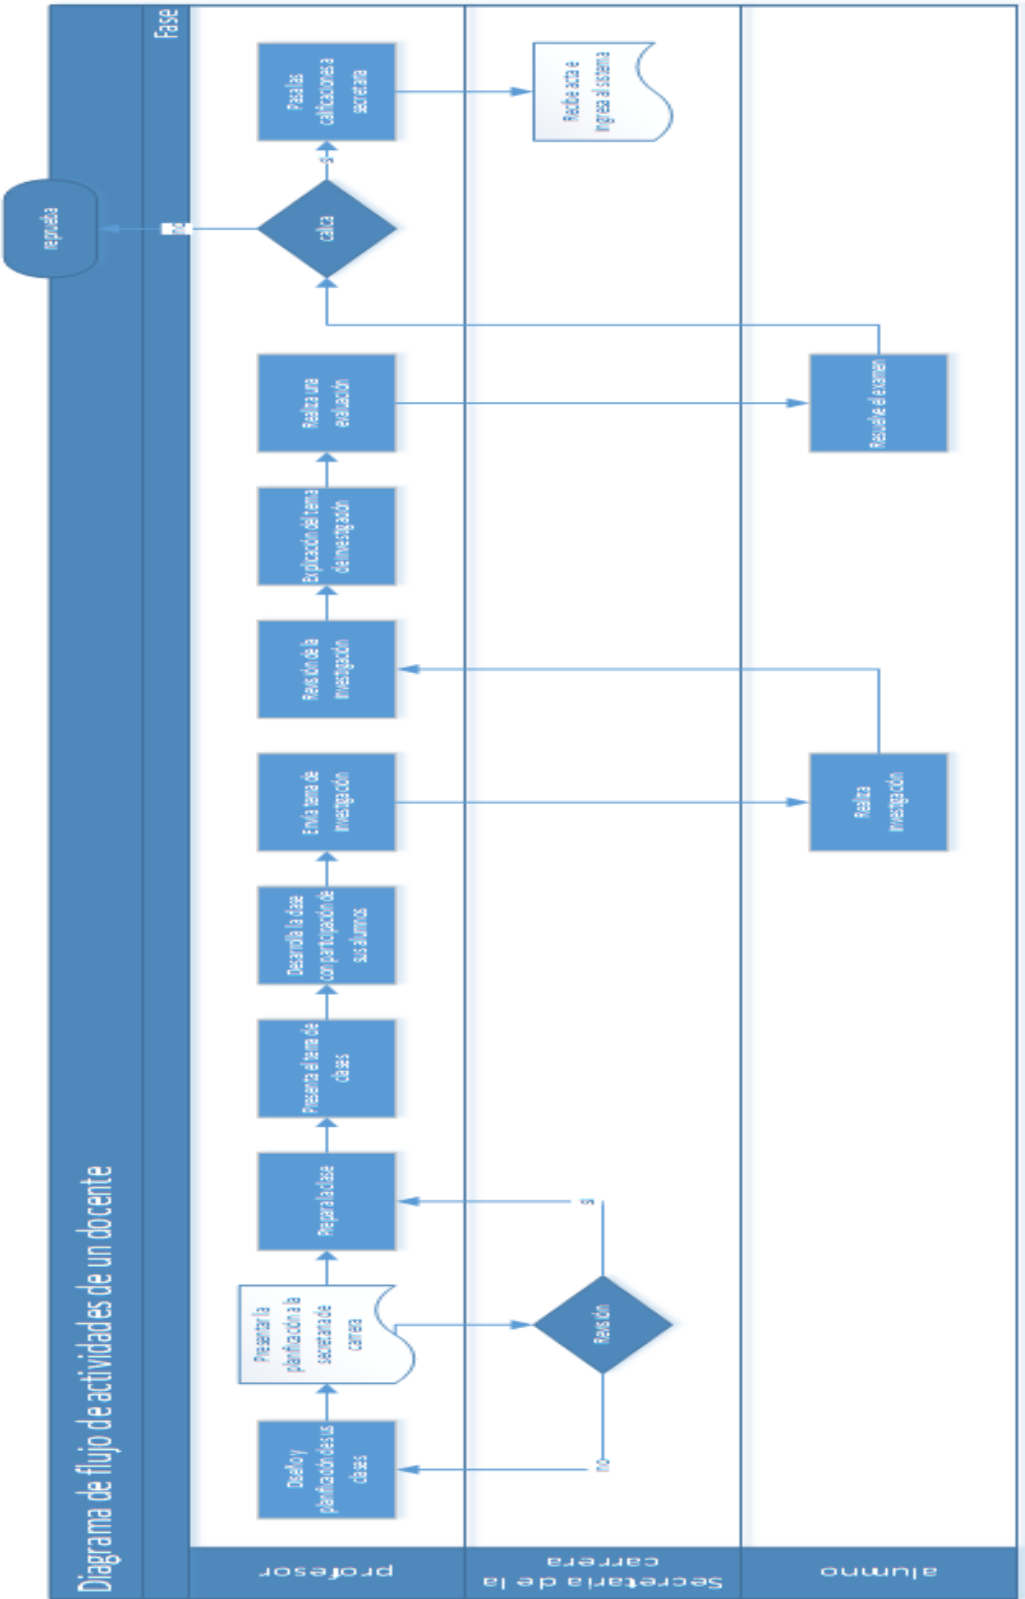 Diagrama de flujo de actividades de un docente
Fase
profesor
Diseño y
planificación de sus
clases
Presentar la
planificación a la
secretaria de
carrera
Prepara la clase
Presenta el tema de
clases
Desarrolla la clase
con participación de
sus alumnos
Envía tema de
investigación
Revisión de la
investigación
Explicación del tema
de investigación
Realiza una
evaluación
calica
si
no
reprueba
Pasa las
calificaciones a
secretaria
Secretaria de la
carrera
Revisión
no
si
Recibe acta e
ingresa al sistema
alumno
Realiza
investigación
Resuelve el examen